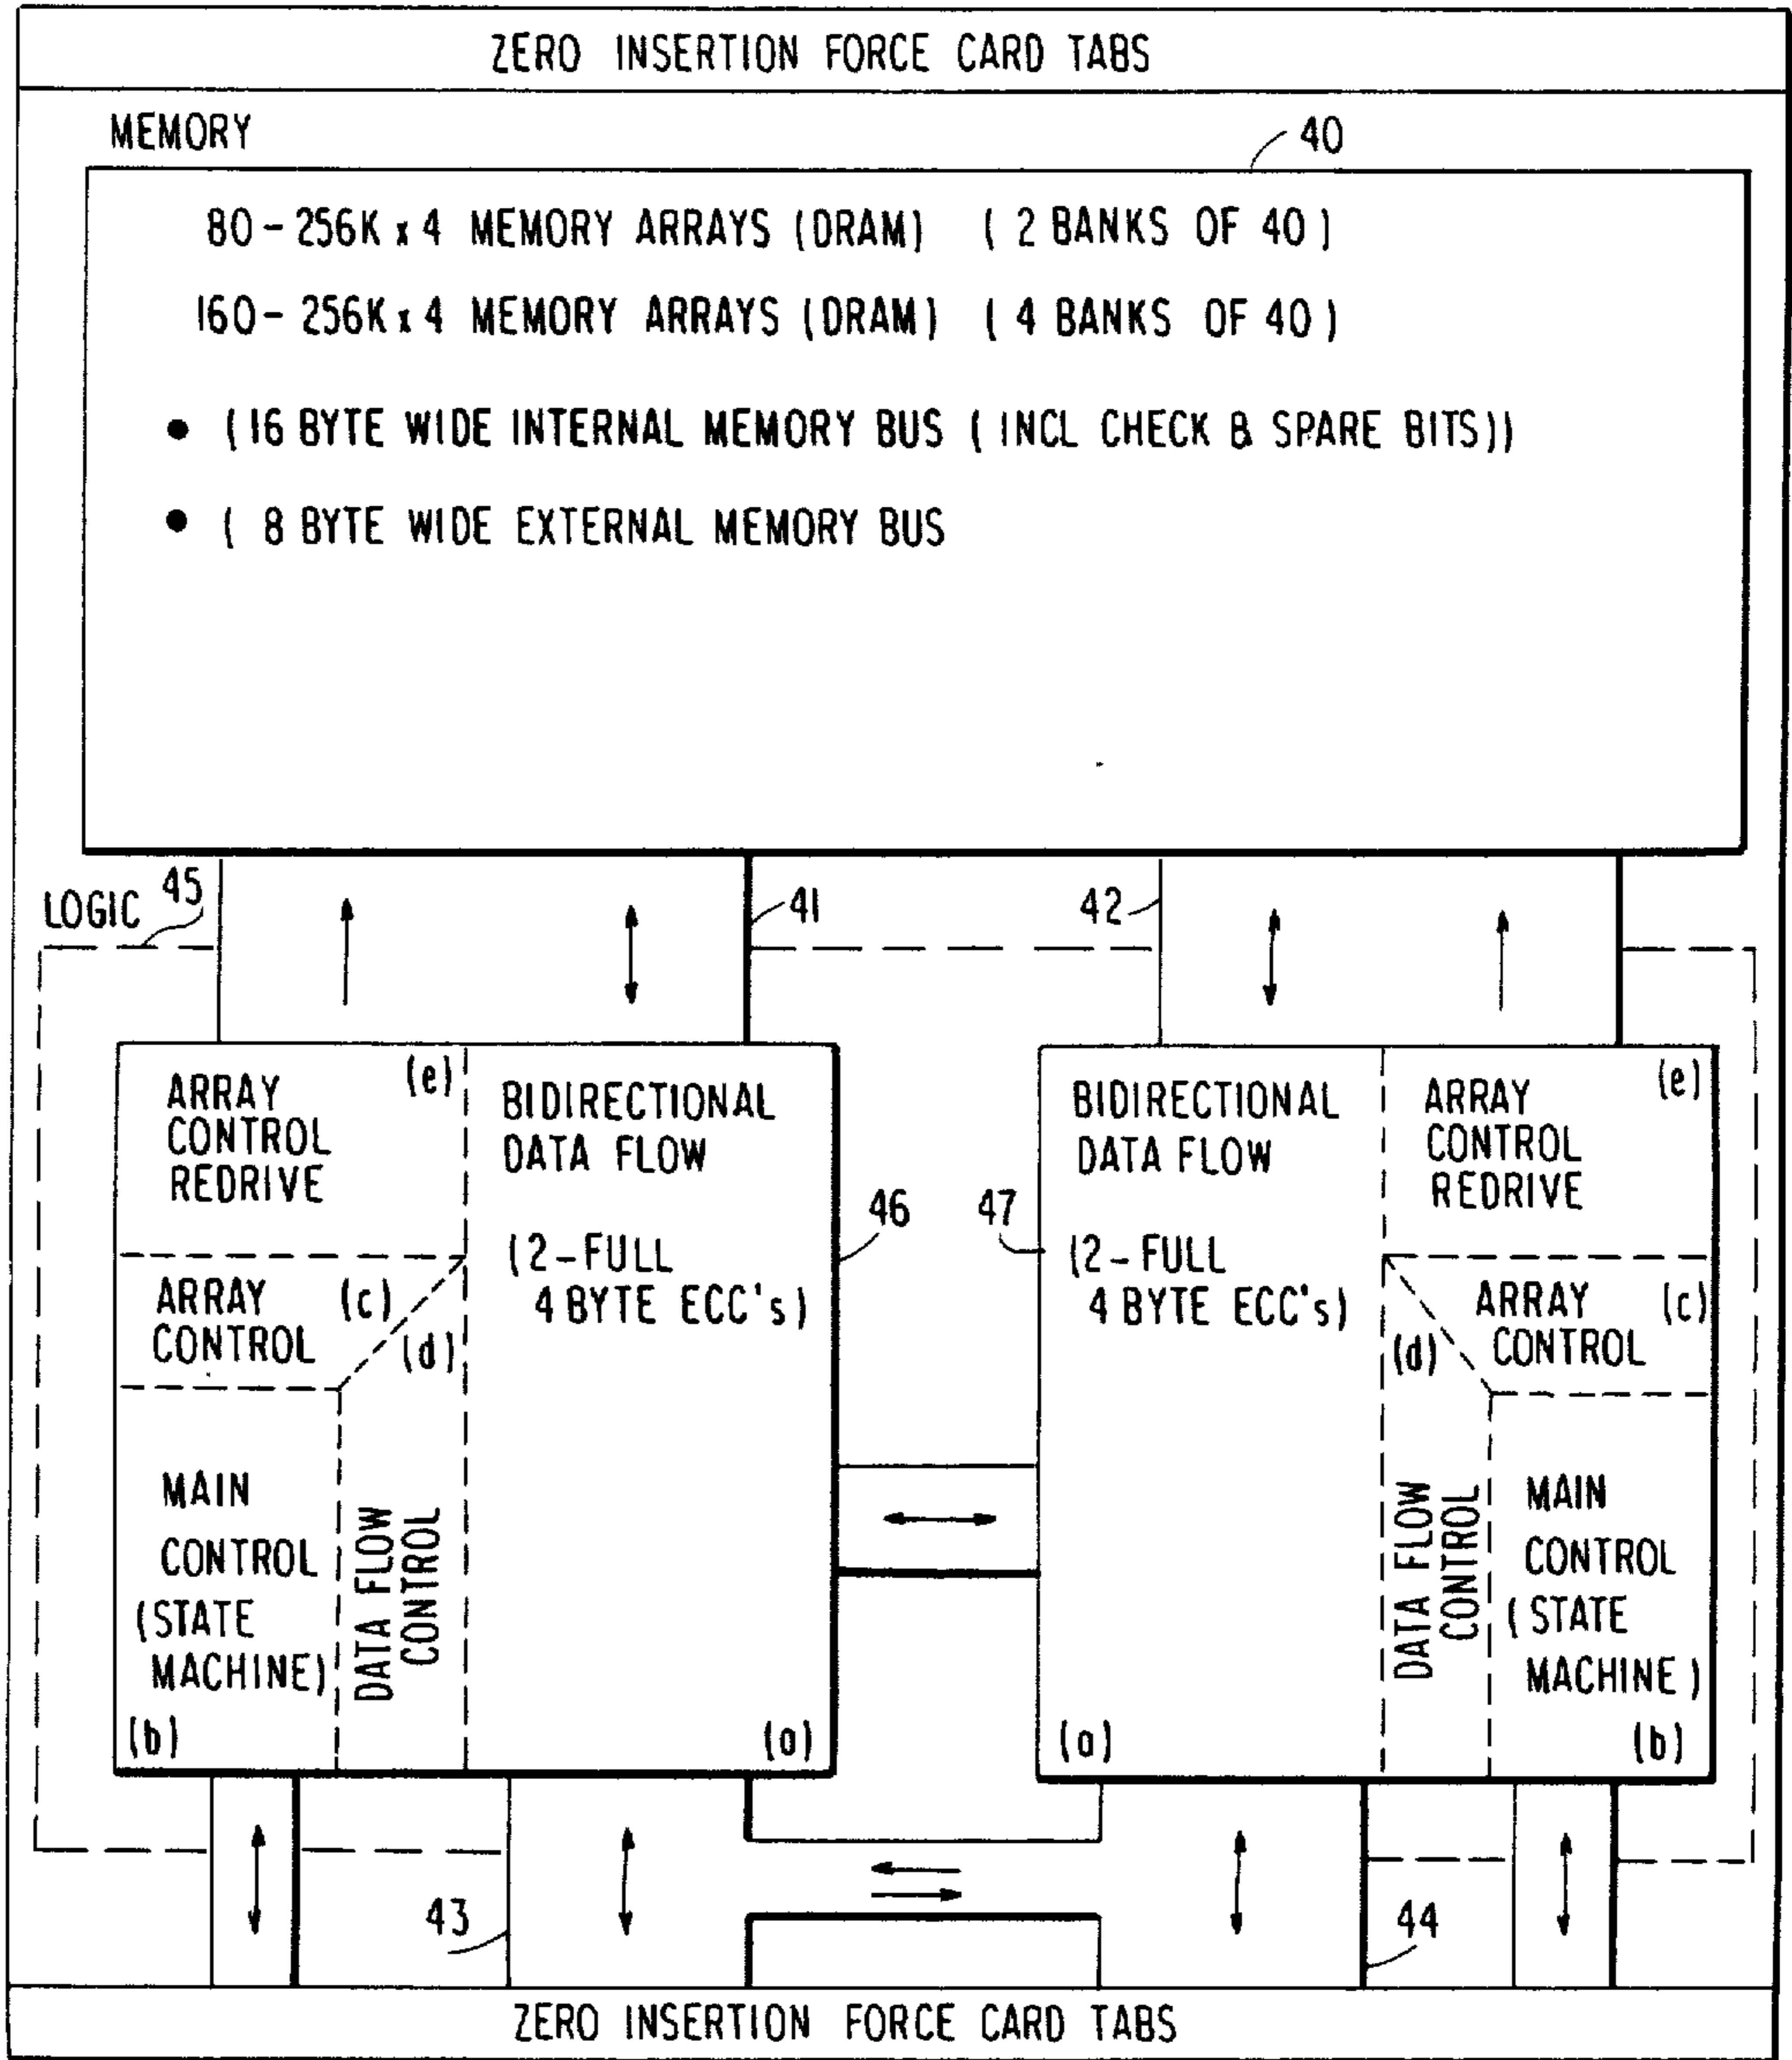 ZERO INSERTION FORCE CARD TABS
MEMORY
40
80-256K x 4 MEMORY ARRAYS (DRAM) (2 BANKS OF 40)
160-256K x 4 MEMORY ARRAYS (DRAM) (4 BANKS OF 40)
• (16 BYTE WIDE INTERNAL MEMORY BUS (INCL CHECK & SPARE BITS))
• ( 8 BYTE WIDE EXTERNAL MEMORY BUS
LOGIC
45
41
42
ARRAY
CONTROL
REDRIVE
(e)
BIDIRECTIONAL
DATA FLOW
(2-FULL
4 BYTE ECC's)
46
ARRAY
CONTROL
(c)
(d)
MAIN
CONTROL
(STATE
MACHINE)
(b)
DATA FLOW
CONTROL
(a)
47
BIDIRECTIONAL
DATA FLOW
(2-FULL
4 BYTE ECC's)
ARRAY
CONTROL
REDRIVE
(e)
ARRAY
CONTROL
(c)
(d)
DATA FLOW
CONTROL
MAIN
CONTROL
(STATE
MACHINE)
(a)
(b)
43
44
ZERO INSERTION FORCE CARD TABS